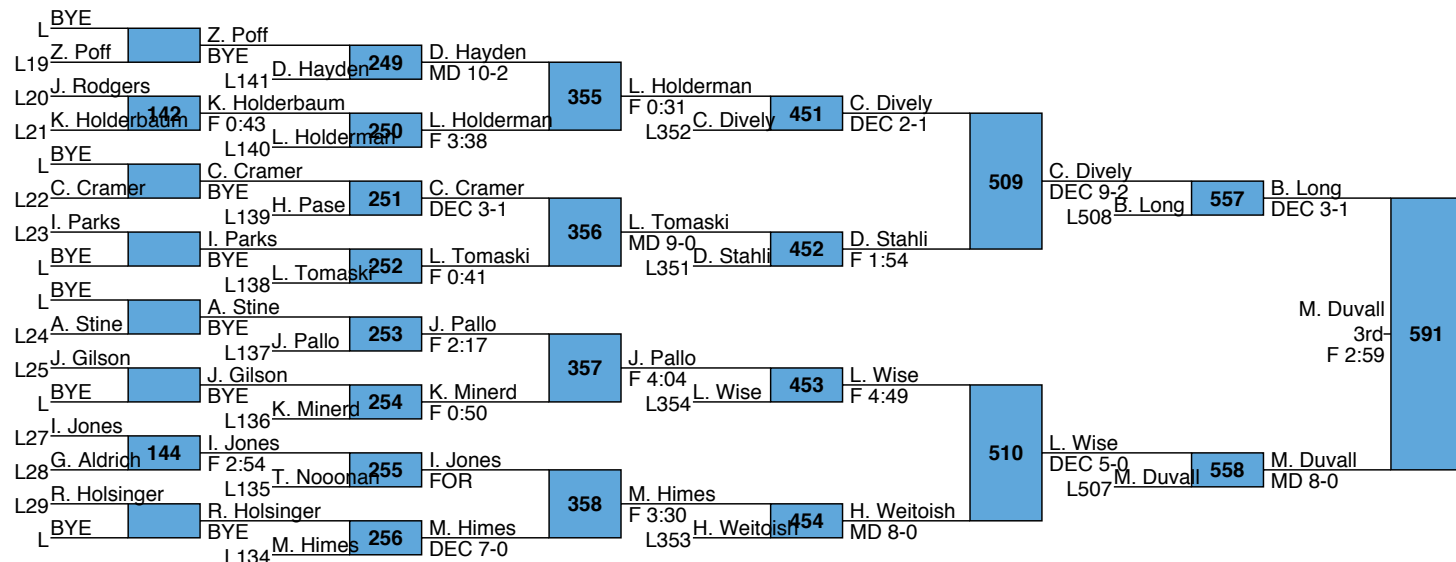 BYE
L
Z. Poff
L19
Z. Poff
BYE
L141
D. Hayden
249
D. Hayden
MD 10-2
J. Rodgers
L20
142
K. Holderbaum
L21
K. Holderbaum
F 0:43
L140
L. Holderman
250
L. Holderman
F 3:38
355
L. Holderman
F 0:31
L352
C. Dively
451
C. Dively
DEC 2-1
BYE
L
C. Cramer
L22
C. Cramer
BYE
L139
H. Pase
251
C. Cramer
DEC 3-1
I. Parks
L23
BYE
L
I. Parks
BYE
L138
L. Tomaski
252
L. Tomaski
F 0:41
356
L. Tomaski
MD 9-0
L351
D. Stahli
452
D. Stahli
F 1:54
509
C. Dively
DEC 9-2
L508
B. Long
557
B. Long
DEC 3-1
BYE
L
A. Stine
L24
A. Stine
BYE
L137
J. Pallo
253
J. Pallo
F 2:17
J. Gilson
L25
BYE
L
J. Gilson
BYE
L136
K. Minerd
254
K. Minerd
F 0:50
357
J. Pallo
F 4:04
L354
L. Wise
453
L. Wise
F 4:49
I. Jones
L27
144
G. Aldrich
L28
I. Jones
F 2:54
L135
T. Nooonan
255
I. Jones
FOR
R. Holsinger
L29
BYE
L
R. Holsinger
BYE
L134
M. Himes
256
M. Himes
DEC 7-0
358
M. Himes
F 3:30
L353
H. Weitoish
454
H. Weitoish
MD 8-0
510
L. Wise
DEC 5-0
L507
M. Duvall
558
M. Duvall
MD 8-0
591
M. Duvall
3rd
F 2:59